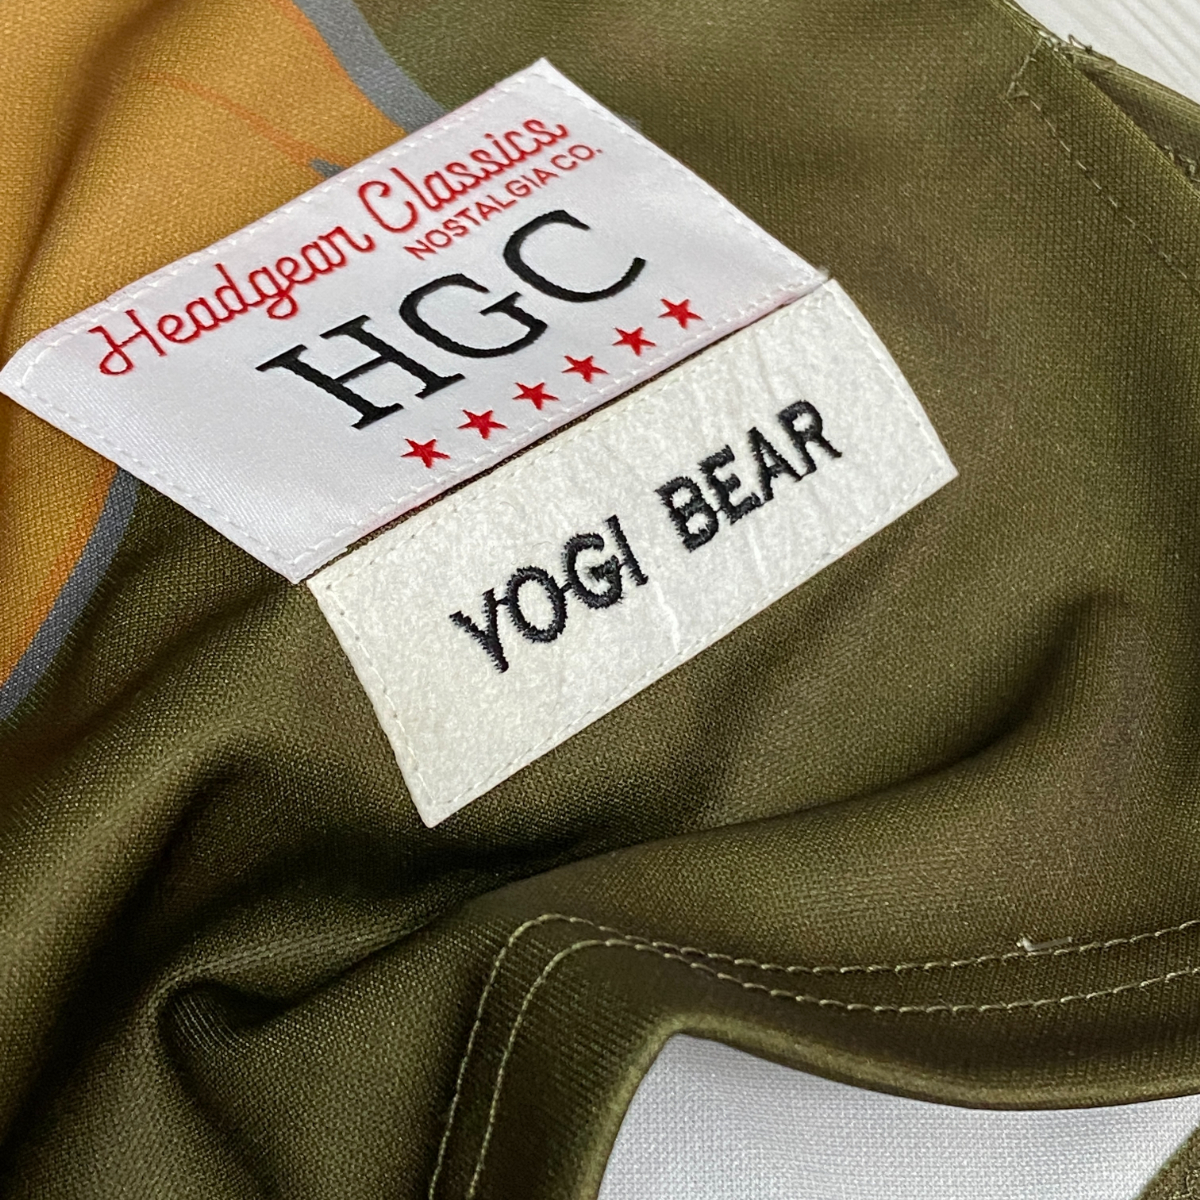 Headgear Classics
NOSTALGIA CO.
HGC
YOGI BEAR